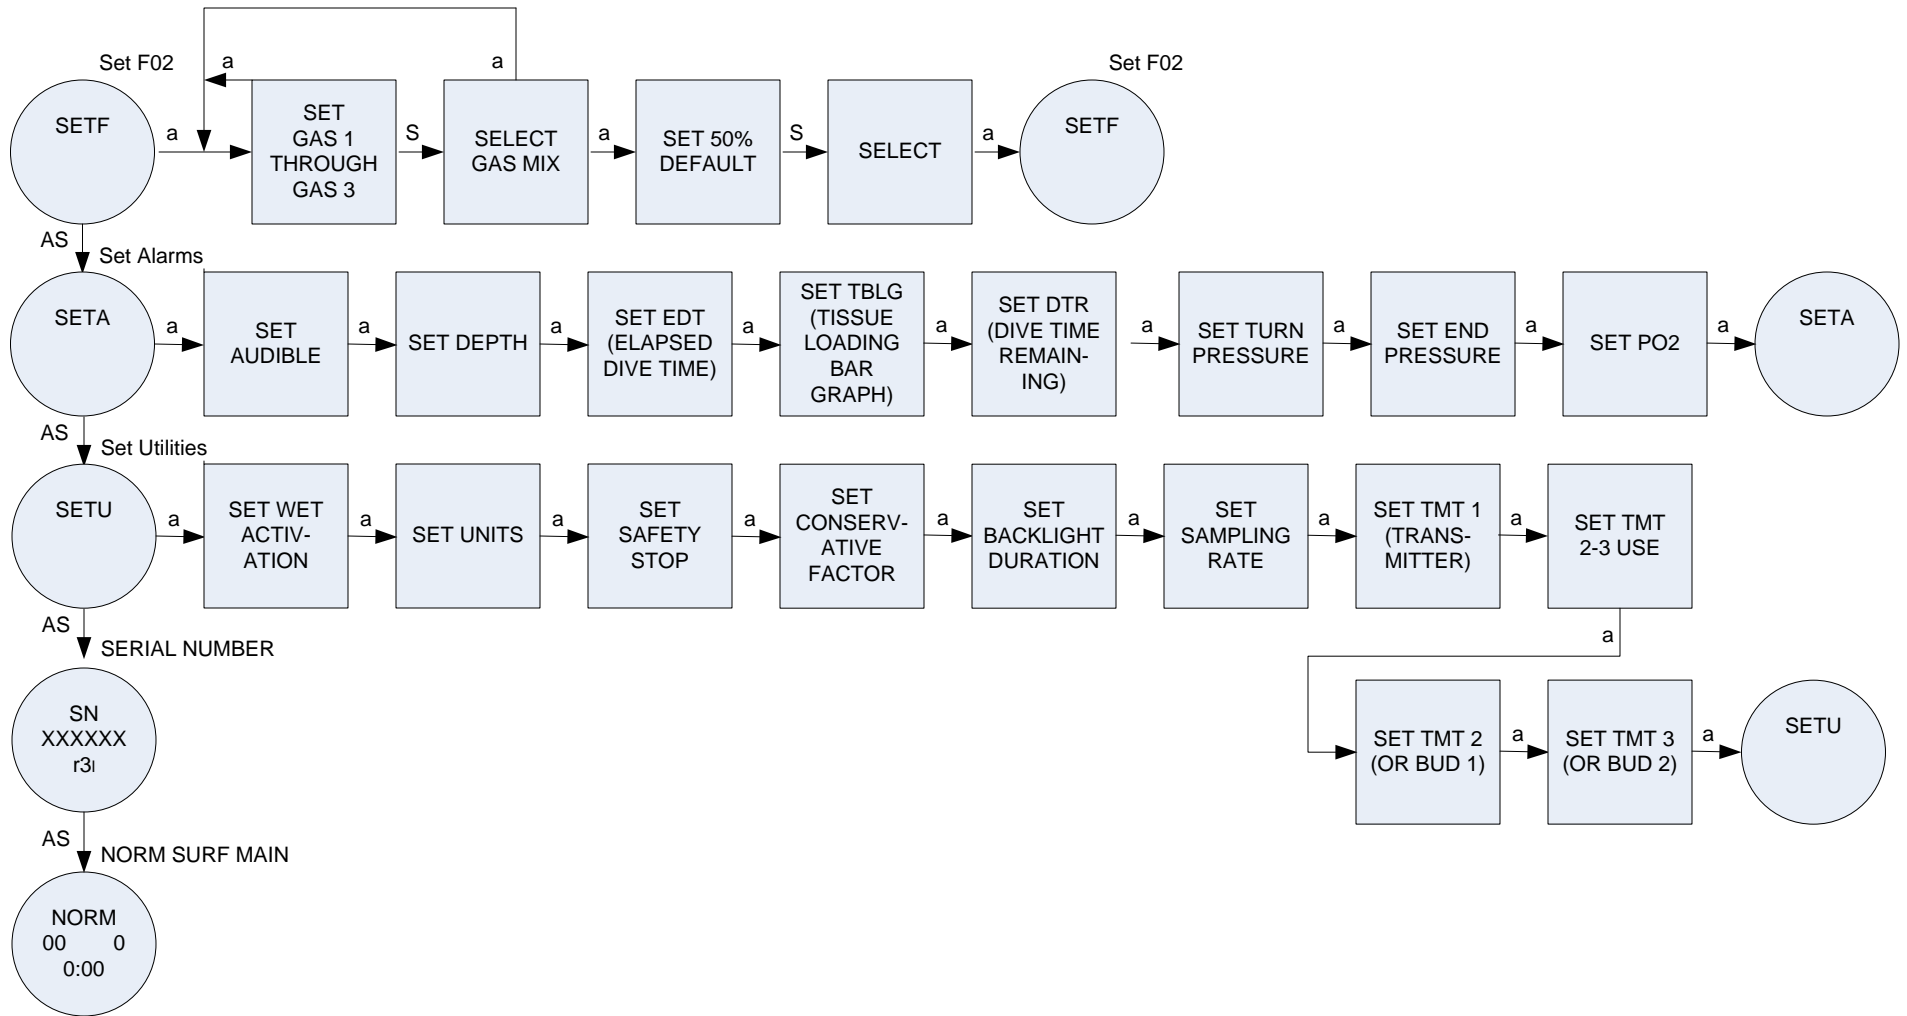 Set F02
a
a
Set F02
SETF
a
SET
GAS 1
THROUGH
GAS 3
S
SELECT
GAS MIX
a
SET 50%
DEFAULT
S
SELECT
a
SETF
AS
Set Alarms
SETA
a
SET
AUDIBLE
a
SET DEPTH
a
SET EDT
(ELAPSED
DIVE TIME)
a
SET TBLG
(TISSUE
LOADING
BAR
GRAPH)
a
SET DTR
(DIVE TIME
REMAIN-
ING)
a
SET TURN
PRESSURE
a
SET END
PRESSURE
a
SET PO2
a
SETA
AS
Set Utilities
SETU
a
SET WET
ACTIV-
ATION
a
SET UNITS
a
SET
SAFETY
STOP
a
SET
CONSERV-
ATIVE
FACTOR
a
SET
BACKLIGHT
DURATION
a
SET
SAMPLING
RATE
a
SET TMT 1
(TRANS-
MITTER)
a
SET TMT
2-3 USE
a
SET TMT 2
(OR BUD 1)
a
SET TMT 3
(OR BUD 2)
a
SETU
AS
SERIAL NUMBER
SN
XXXXXX
r3l
AS
NORM SURF MAIN
NORM
00 0
0:00